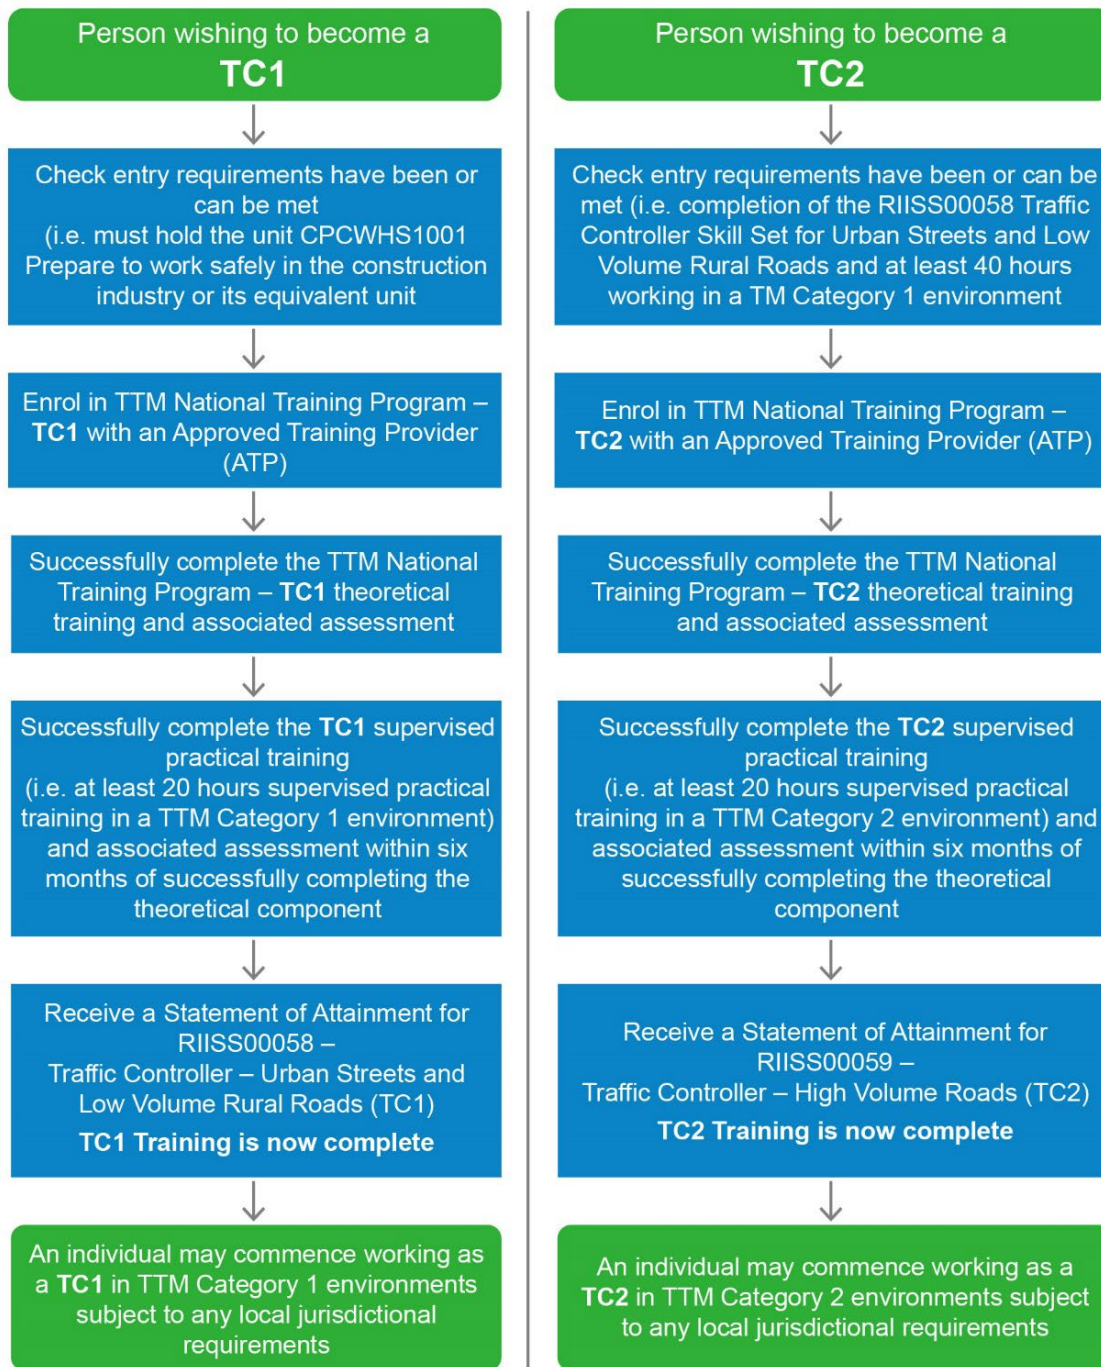 Person wishing to become a
TC1
Check entry requirements have been or
can be met
(i.e. must hold the unit CPCWHS1001
Prepare to work safely in the construction
industry or its equivalent unit
Enrol in TTM National Training Program –
TC1 with an Approved Training Provider
(ATP)
Successfully complete the TTM National
Training Program – TC1 theoretical
training and associated assessment
Successfully complete the TC1 supervised
practical training
(i.e. at least 20 hours supervised practical
training in a TTM Category 1 environment)
and associated assessment within six
months of successfully completing the
theoretical component
Receive a Statement of Attainment for
RIISS00058 –
Traffic Controller – Urban Streets and
Low Volume Rural Roads (TC1)
TC1 Training is now complete
An individual may commence working as
a TC1 in TTM Category 1 environments
subject to any local jurisdictional
requirements
Person wishing to become a
TC2
Check entry requirements have been or can be
met (i.e. completion of the RIISS00058 Traffic
Controller Skill Set for Urban Streets and Low
Volume Rural Roads and at least 40 hours
working in a TM Category 1 environment
Enrol in TTM National Training Program –
TC2 with an Approved Training Provider (ATP)
Successfully complete the TTM National
Training Program – TC2 theoretical training
and associated assessment
Successfully complete the TC2 supervised
practical training
(i.e. at least 20 hours supervised practical
training in a TTM Category 2 environment) and
associated assessment within six months of
successfully completing the theoretical
component
Receive a Statement of Attainment for
RIISS00059 –
Traffic Controller – High Volume Roads (TC2)
TC2 Training is now complete
An individual may commence working as a
TC2 in TTM Category 2 environments subject
to any local jurisdictional requirements